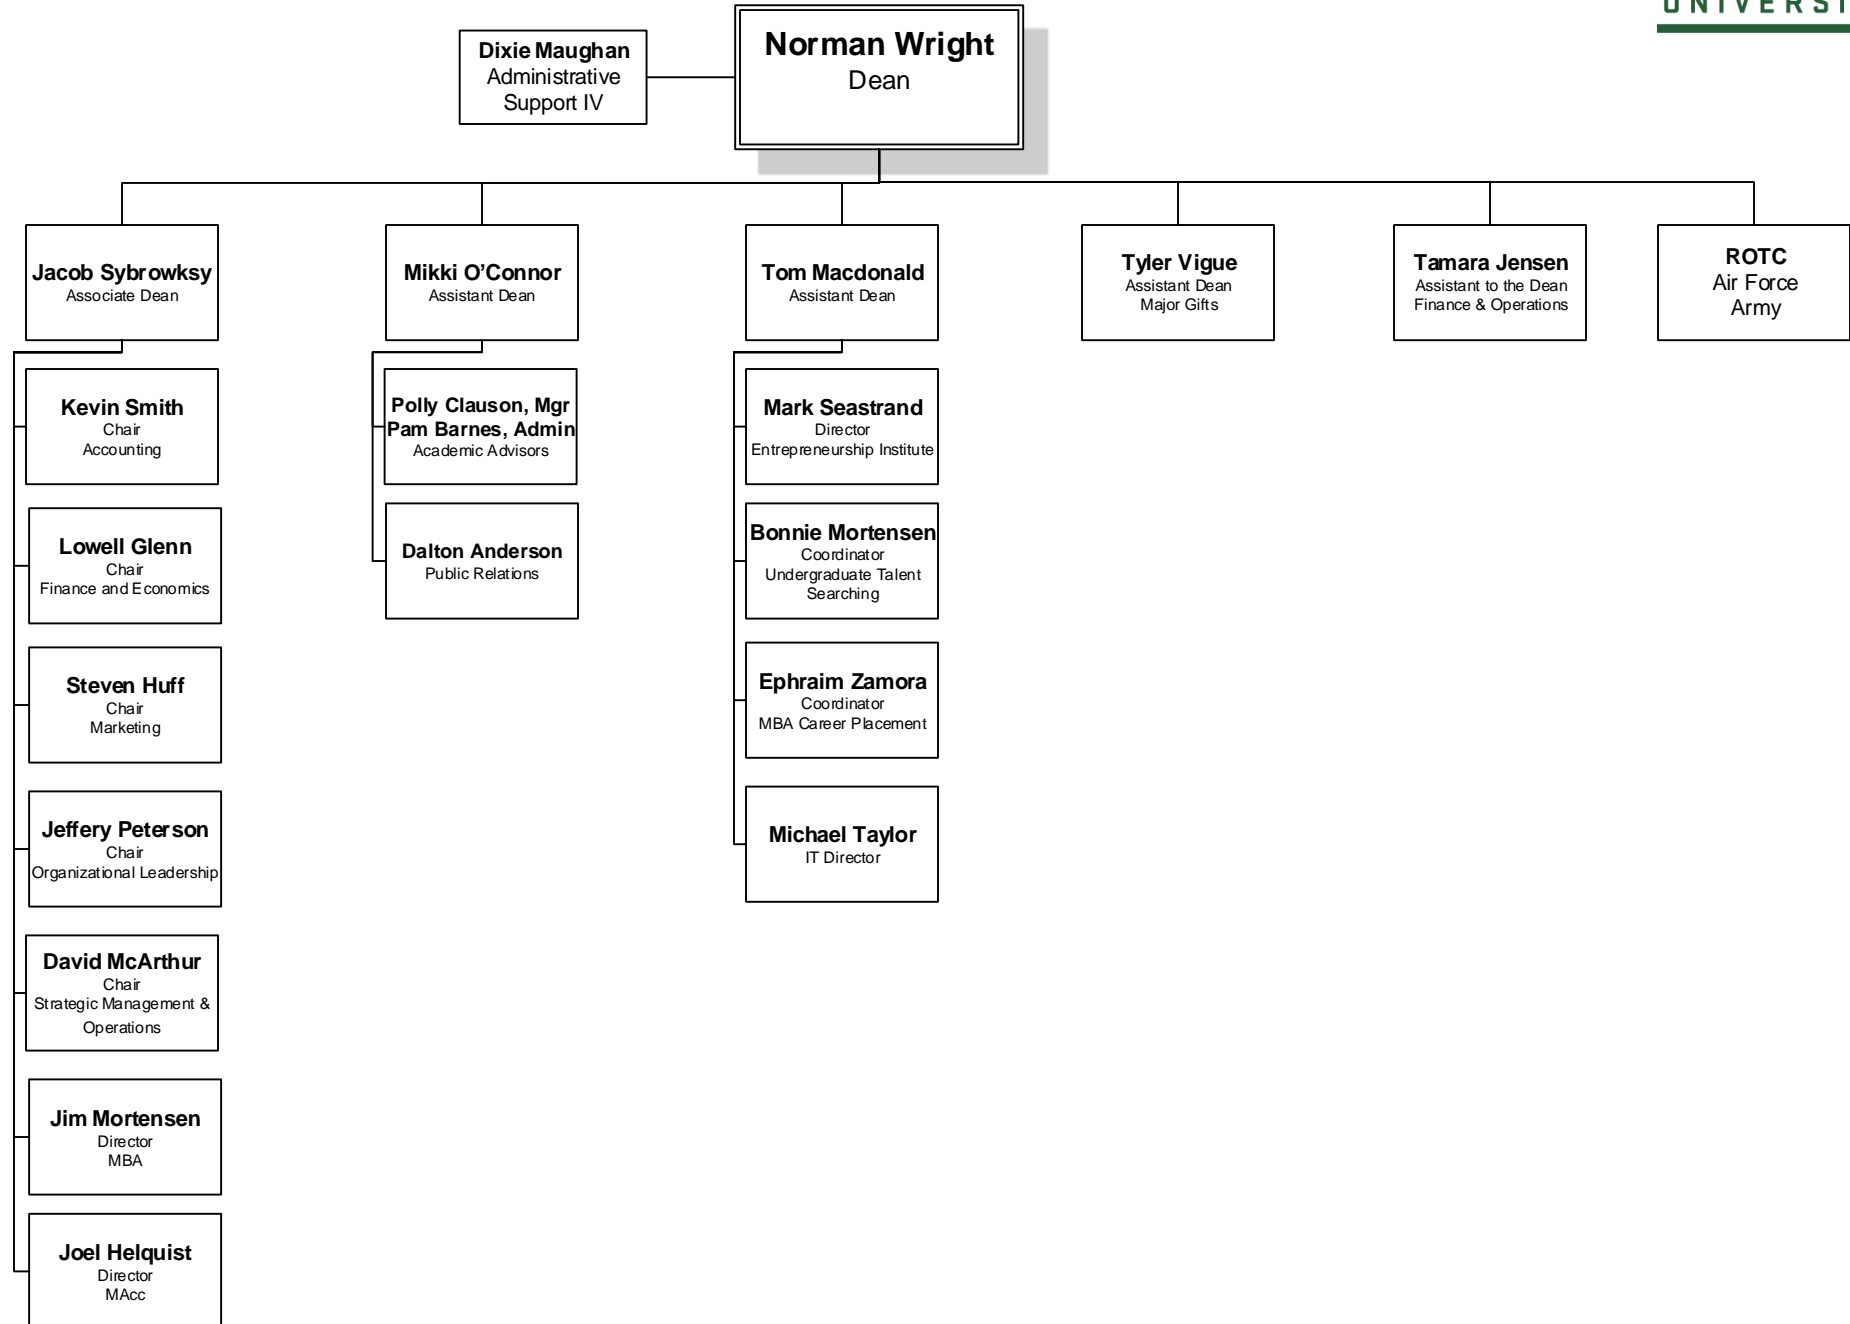 Dixie Maughan
Administrative
Support IV
Norman Wright
Dean
Jacob Sybrowksy
Associate Dean
Mikki O’Connor
Assistant Dean
Tom Macdonald
Assistant Dean
Tyler Vigue
Assistant Dean
Major Gifts
Tamara Jensen
Assistant to the Dean
Finance & Operations
ROTC
Air Force
Army
Kevin Smith
Chair
Accounting
Lowell Glenn
Chair
Finance and Economics
Steven Huff
Chair
Marketing
Jeffery Peterson
Chair
Organizational Leadership
David McArthur
Chair
Strategic Management &
Operations
Jim Mortensen
Director
MBA
Joel Helquist
Director
MAcc
Polly Clauson, Mgr
Pam Barnes, Admin
Academic Advisors
Dalton Anderson
Public Relations
Mark Seastrand
Director
Entrepreneurship Institute
Bonnie Mortensen
Coordinator
Undergraduate Talent
Searching
Ephraim Zamora
Coordinator
MBA Career Placement
Michael Taylor
IT Director